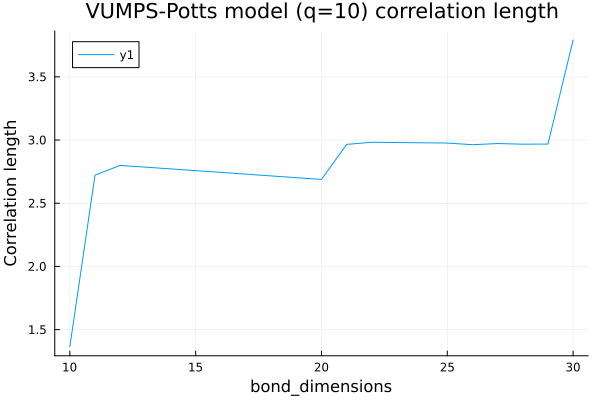 VUMPS-Potts model (q=10) correlation length
y1
Correlation length
3.5
3.0
2.5
2.0
1.5
10
15
20
25
30
bond_dimensions